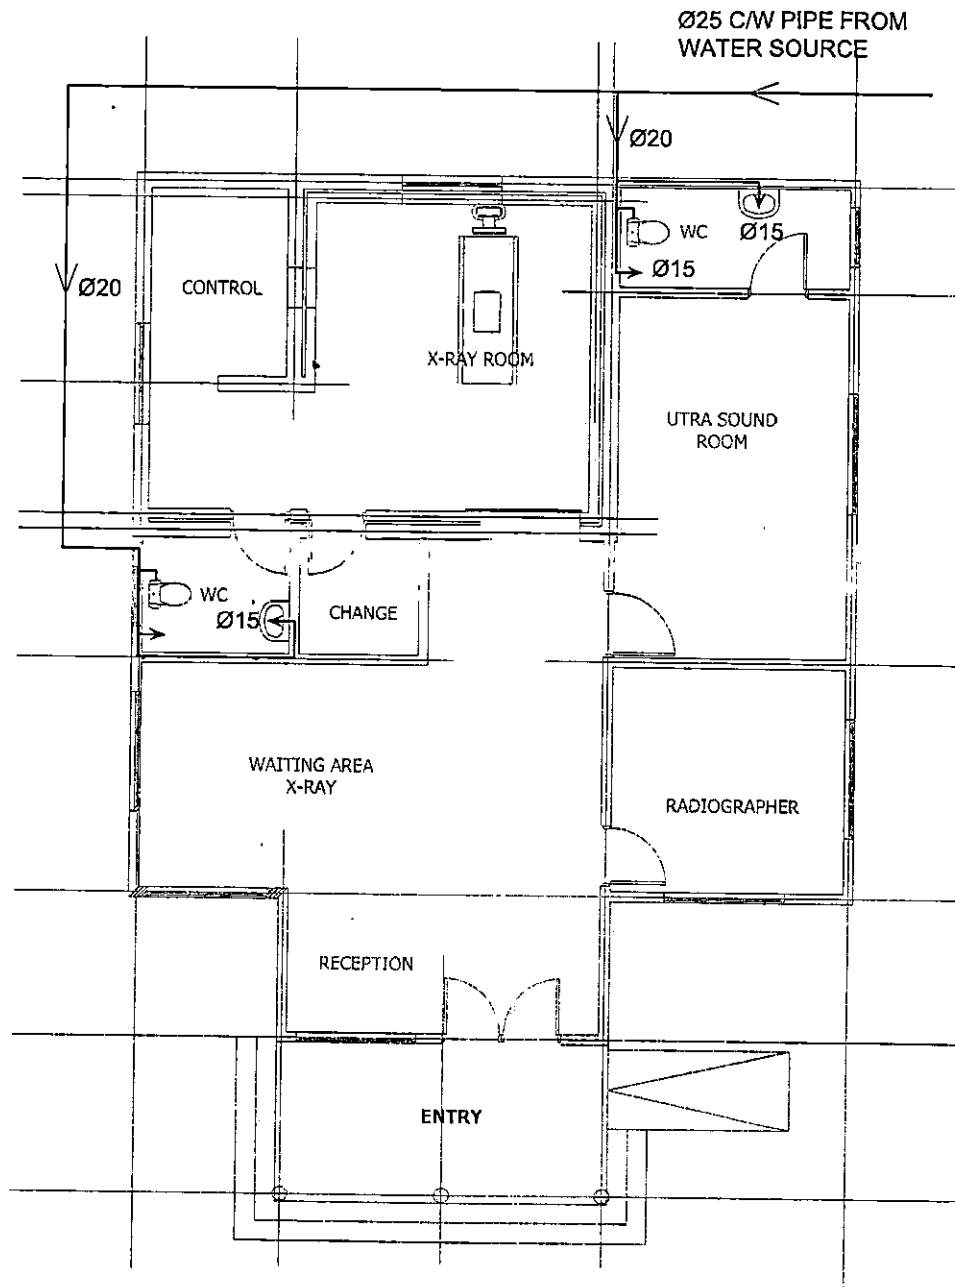 Ø25 C/W PIPE FROM
WATER SOURCE
Ø20
WC
Ø15
Ø15
Ø20
CONTROL
X-RAY ROOM
UTRA SOUND
ROOM
WC
Ø15
CHANGE
WAITING AREA
X-RAY
RADIOGRAPHER
RECEPTION
ENTRY